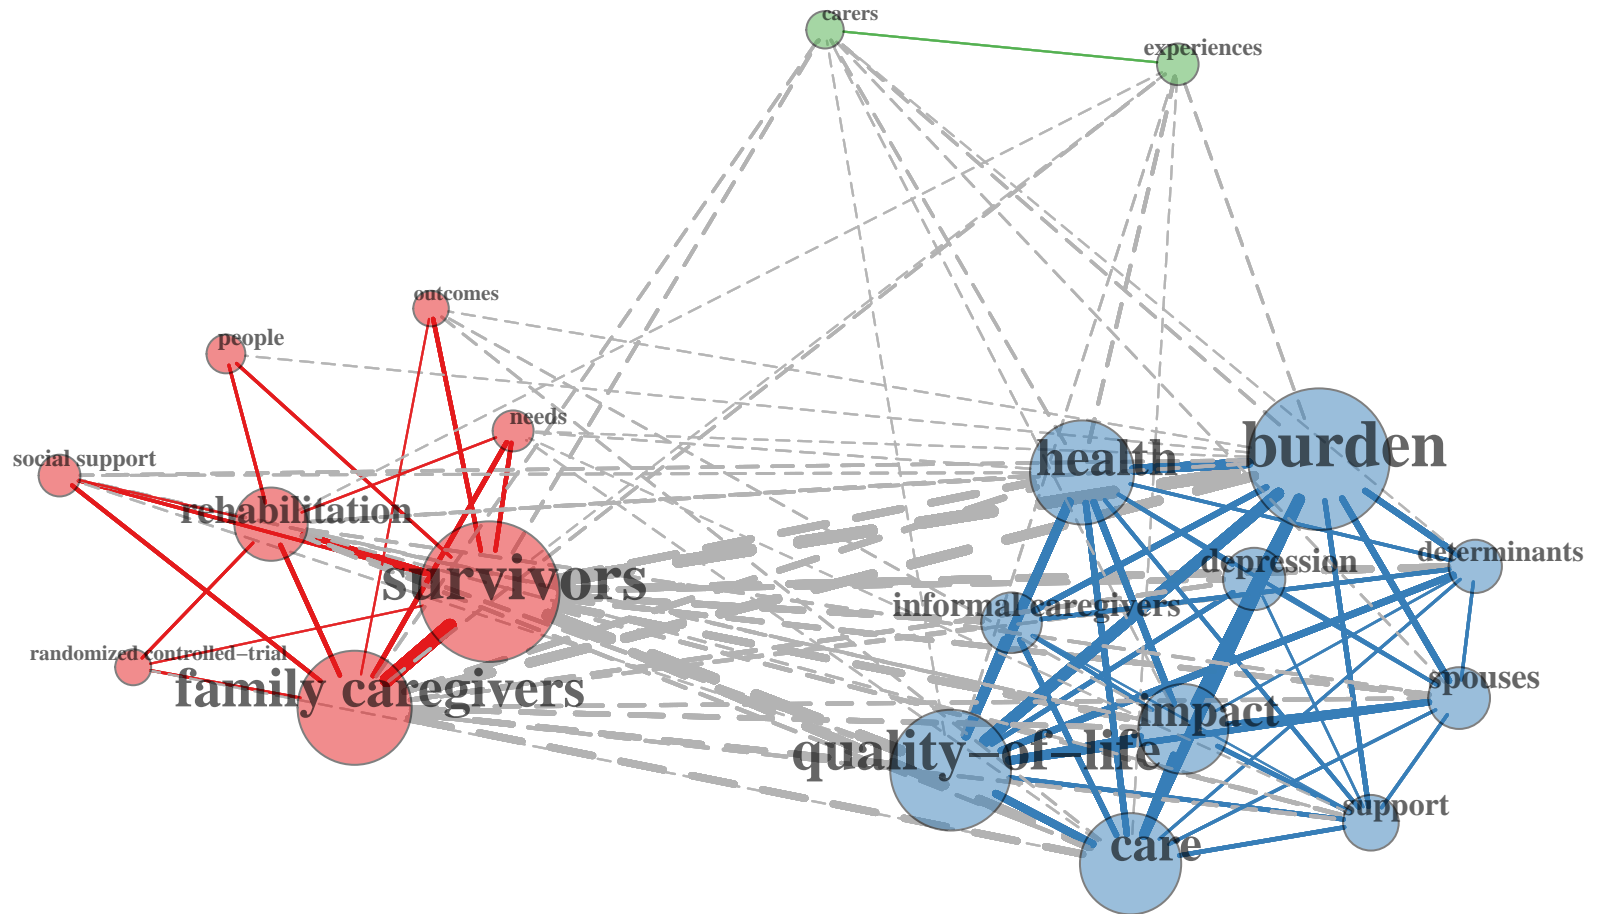 carers
experiences
outcomes
people
needs
burden
health
social support
rehabilitation
determinants
depression
survivors
informal caregivers
randomized controlled−trial
spouses
family caregivers
impact
quality−of−life
support
care